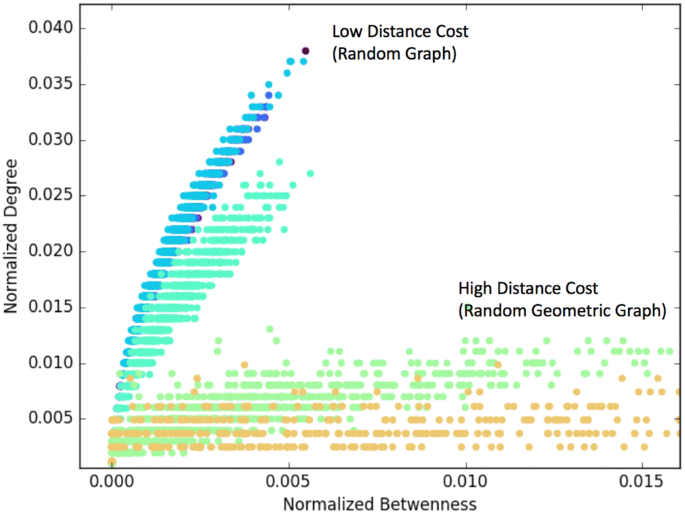 0.040
Low Distance Cost
(Random Graph)
0.035
0.030
0.025
0.020
High Distance Cost
0.015
(Random Geometric Graph)
0.010
0.005
0.000
0.005
0.010
0.015
Normalized Degree
Normalized Betwenness